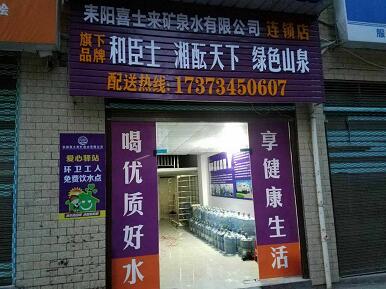 耒阳喜士来矿泉水有限公司 连锁店
旗下品牌 和臣士 湘酝天下 绿色山泉
配送热线: 17373450607
喝优质好水
享健康生活
爱心驿站
环卫工人
免费饮水点